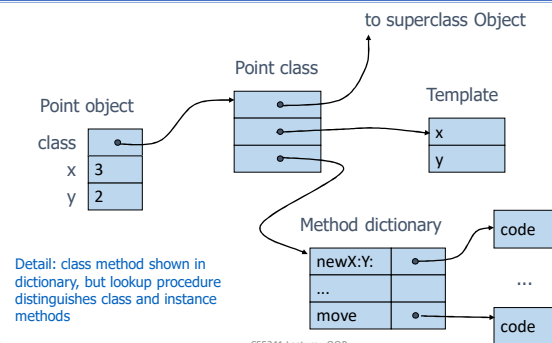 to superclass Object
Point class
Template
Point object
class
x 3
y 2
x
y
Method dictionary
newX:Y:
...
move
code
...
code
Detail: class method shown in
dictionary, but lookup procedure
distinguishes class and instance
methods